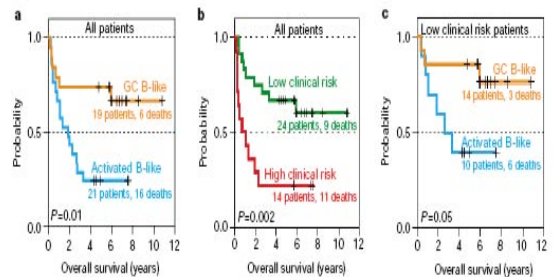 a
All patients
1.0
Probability
0.5
0.0
GC B-like
19 patients, 6 deaths
Activated B-like
21 patients, 16 deaths
P=0.01
0 2 4 6 8 10 12
Overall survival (years)
b
All patients
1.0
Probability
0.5
0.0
Low clinical risk
24 patients, 9 deaths
High clinical risk
14 patients, 11 deaths
P=0.002
0 2 4 6 8 10 12
Overall survival (years)
c
Low clinical risk patients
1.0
Probability
0.5
0.0
GC B-like
14 patients, 3 deaths
Activated B-like
10 patients, 6 deaths
P=0.05
0 2 4 6 8 10 12
Overall survival (years)